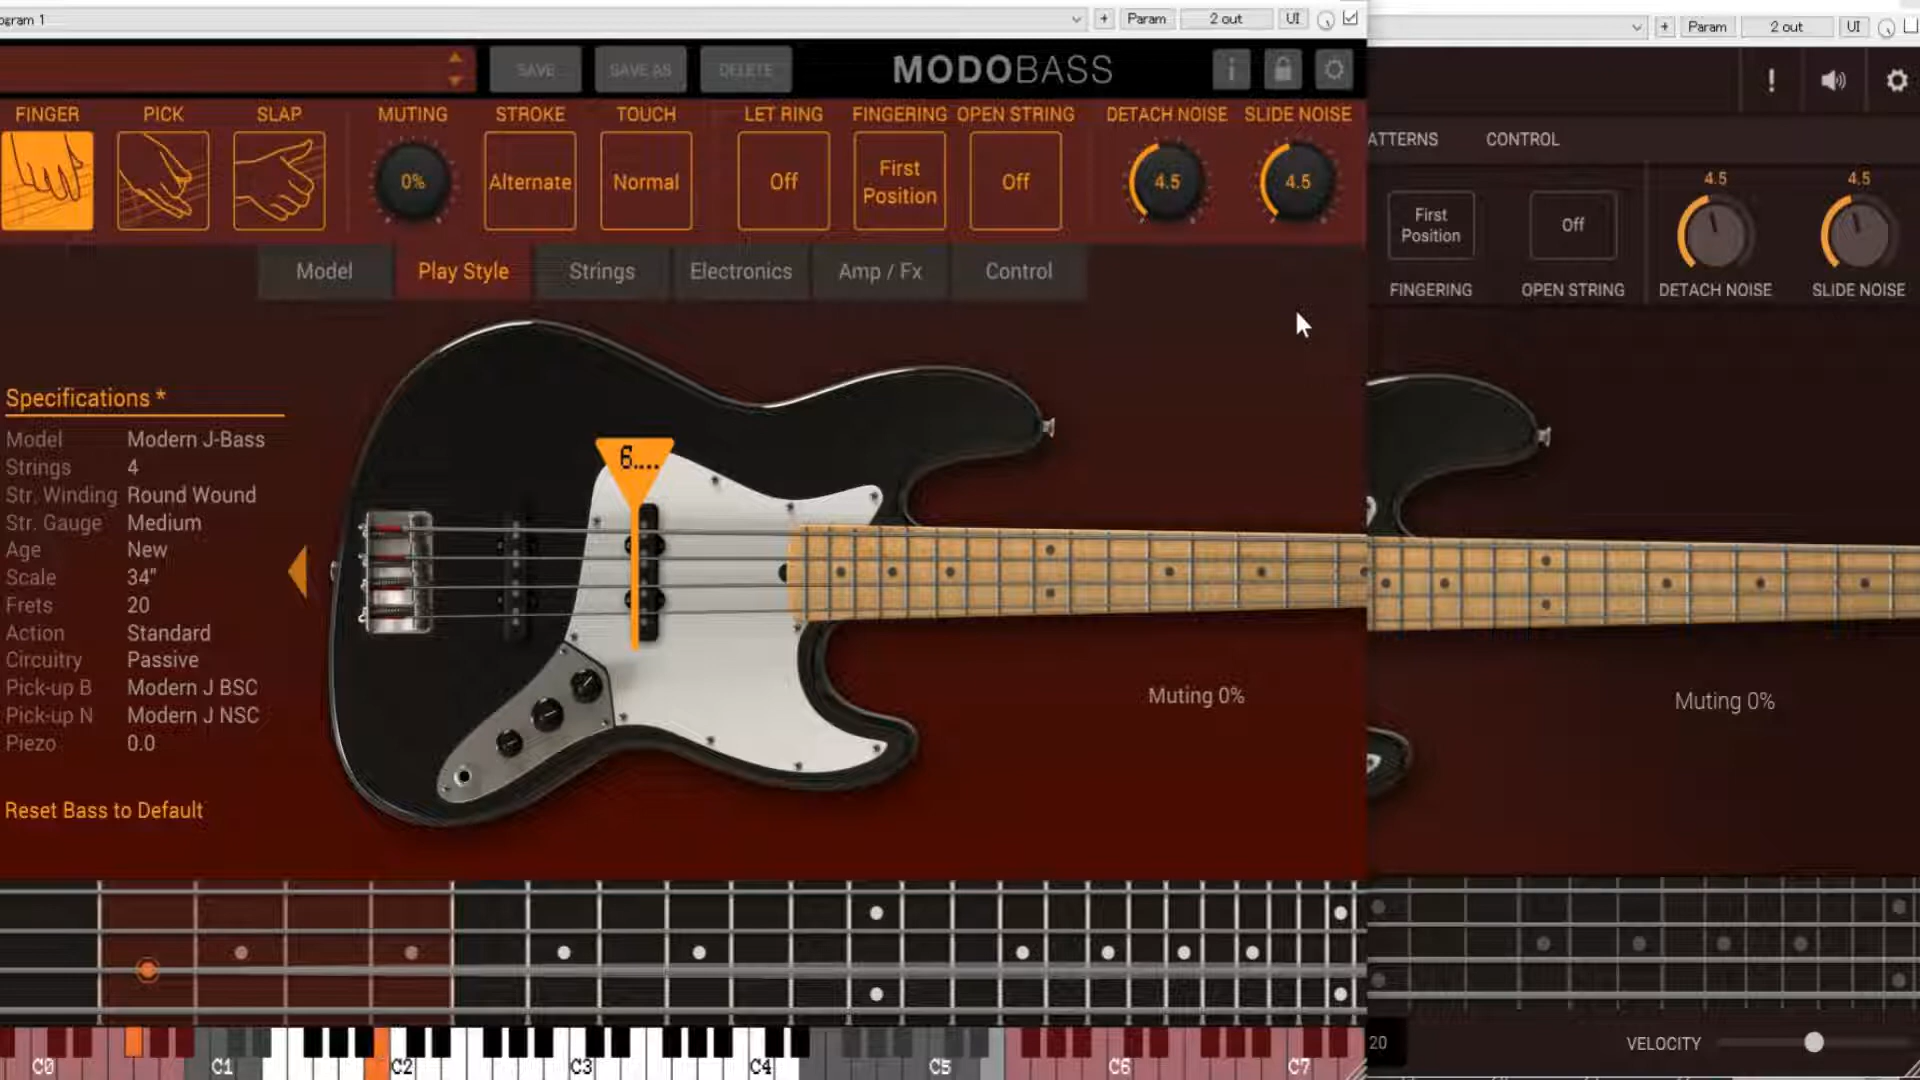 ogram 1
+ Param 2 out UI
+ Param 2 out UI
SAVE SAVE AS DELETE MODOBASS
FINGER PICK SLAP MUTING STROKE TOUCH LET RING FINGERING OPEN STRING DETACH NOISE SLIDE NOISE
0% Alternate Normal Off First Position Off 4.5 4.5
ATTERNS CONTROL
4.5 4.5
First Position Off
FINGERING OPEN STRING DETACH NOISE SLIDE NOISE
Model Play Style Strings Electronics Amp / Fx Control
Specifications *
Model Modern J-Bass
Strings 4
Str. Winding Round Wound
Str. Gauge Medium
Age New
Scale 34"
Frets 20
Action Standard
Circuitry Passive
Pick-up B Modern J BSC
Pick-up N Modern J NSC
Piezo 0.0
6....
Muting 0%
Muting 0%
Reset Bass to Default
20 VELOCITY
C0 C1 C2 C3 C4 C5 C6 C7